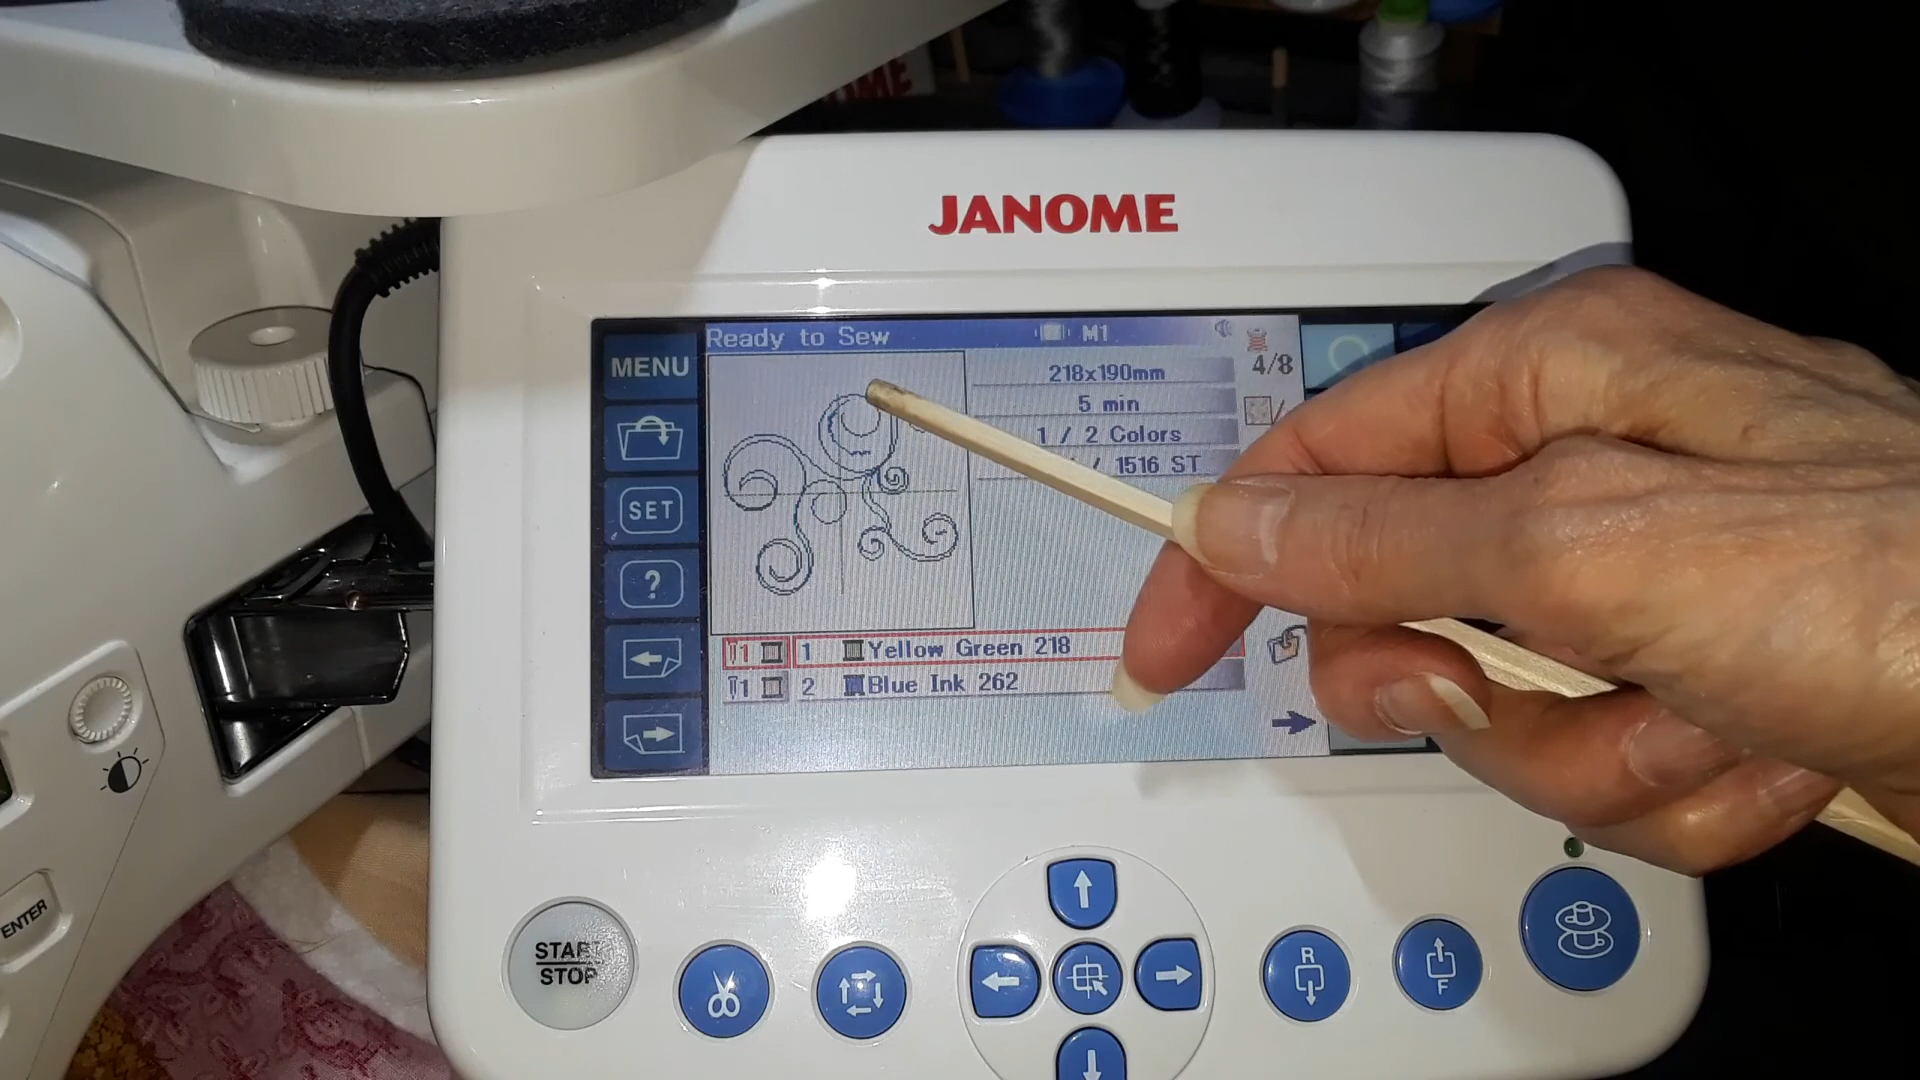 JANOME
MENU
Ready to Sew
M1
4/8
218x190mm
5 min
1 / 2 Colors
/ 1516 ST
SET
?
1 1 Yellow Green 218
1 2 Blue Ink 262
ENTER
START
STOP
R
F